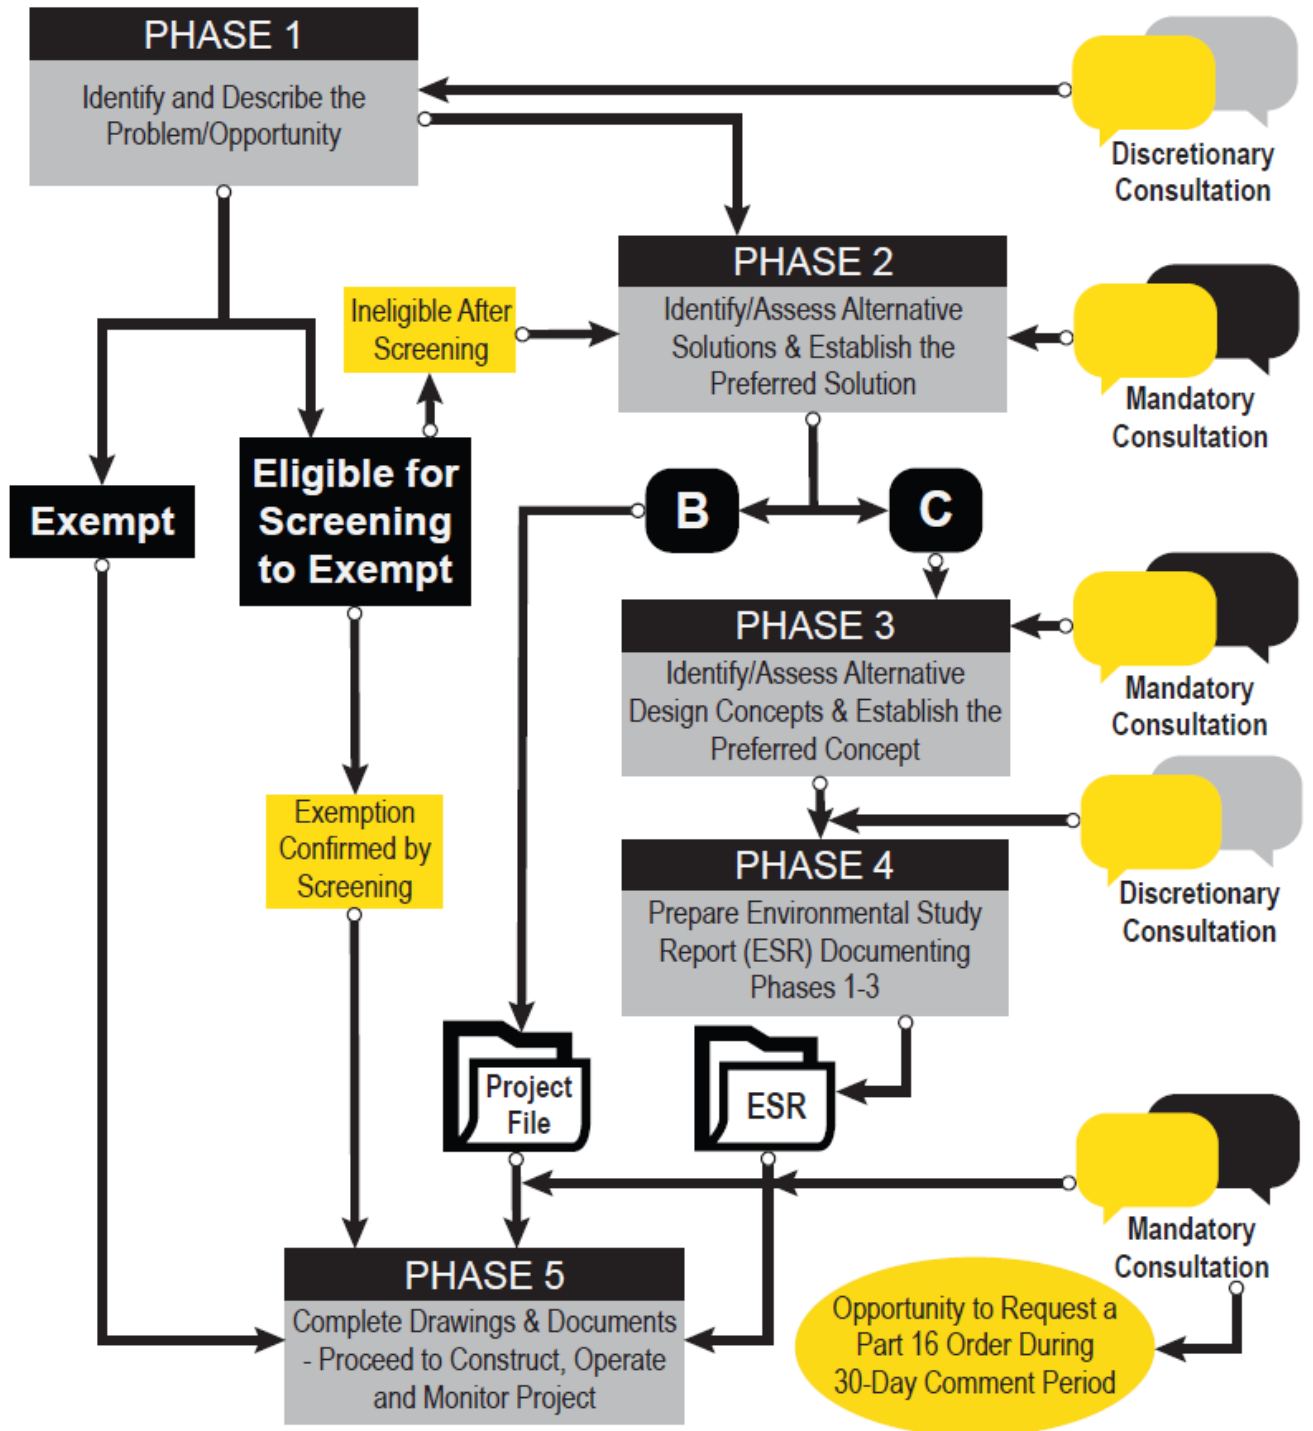 PHASE 1
Identify and Describe the
Problem/Opportunity
Discretionary
Consultation
PHASE 2
Identify/Assess Alternative
Solutions & Establish the
Preferred Solution
Ineligible After
Screening
Mandatory
Consultation
Exempt
Eligible for
Screening
to Exempt
B
C
PHASE 3
Identify/Assess Alternative
Design Concepts & Establish the
Preferred Concept
Mandatory
Consultation
Exemption
Confirmed by
Screening
PHASE 4
Prepare Environmental Study
Report (ESR) Documenting
Phases 1-3
Discretionary
Consultation
Project
File
ESR
Mandatory
Consultation
PHASE 5
Complete Drawings & Documents
- Proceed to Construct, Operate
and Monitor Project
Opportunity to Request a
Part 16 Order During
30-Day Comment Period